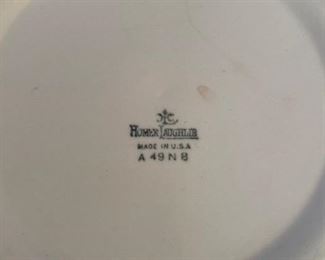 HOMER LAUGHLIN
MADE IN U.S.A
A 49 N 8